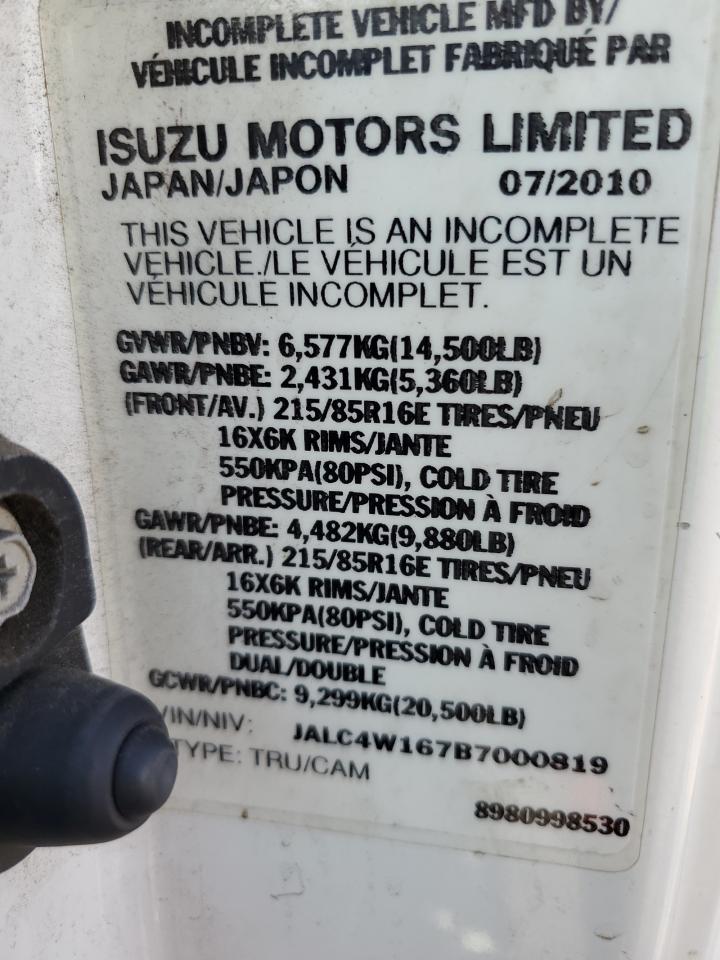 INCOMPLETE VEHICLE MFD BY/
VÉHICULE INCOMPLET FABRIQUÉ PAR
ISUZU MOTORS LIMITED
JAPAN/JAPON 07/2010
THIS VEHICLE IS AN INCOMPLETE
VEHICLE./LE VÉHICULE EST UN
VÉHICULE INCOMPLET.
GVWR/PNBV: 6,577KG(14,500LB)
GAWR/PNBE: 2,431KG(5,360LB)
(FRONT/AV.) 215/85R16E TIRES/PNEU
16X6K RIMS/JANTE
550KPA(80PSI), COLD TIRE
PRESSURE/PRESSION À FROID
GAWR/PNBE: 4,482KG(9,880LB)
(REAR/ARR.) 215/85R16E TIRES/PNEU
16X6K RIMS/JANTE
550KPA(80PSI), COLD TIRE
PRESSURE/PRESSION À FROID
DUAL/DOUBLE
GCWR/PNBC: 9,299KG(20,500LB)
VIN/NIV: JALC4W167B7000819
TYPE: TRU/CAM
8980998530